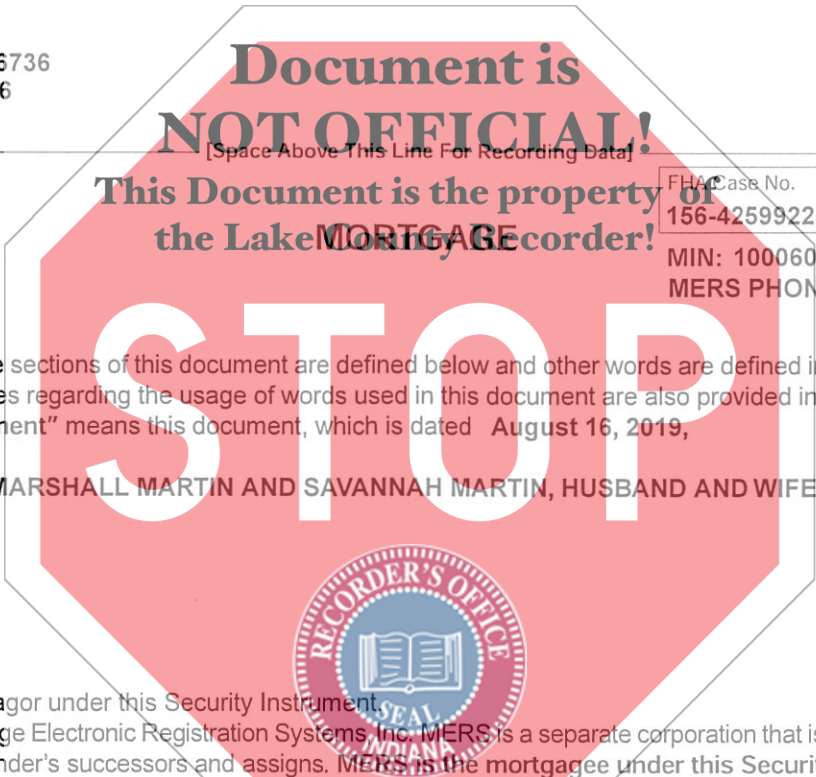 6736
6
Document is
NOT OFFICIAL!
[Space Above This Line For Recording Data]
This Document is the property of
the Lake County Recorder!
MORTGAGE
FHA Case No.
156-4259922
MIN: 100060
MERS PHON
STOP
e sections of this document are defined below and other words are defined i
es regarding the usage of words used in this document are also provided in
nent” means this document, which is dated August 16, 2019,
MARSHALL MARTIN AND SAVANNAH MARTIN, HUSBAND AND WIFE
RECORDER'S OFFICE
SEAL
INDIANA
agor under this Security Instrument.
ge Electronic Registration Systems, Inc. MERS is a separate corporation that is
nder's successors and assigns. MERS is the mortgagee under this Securit